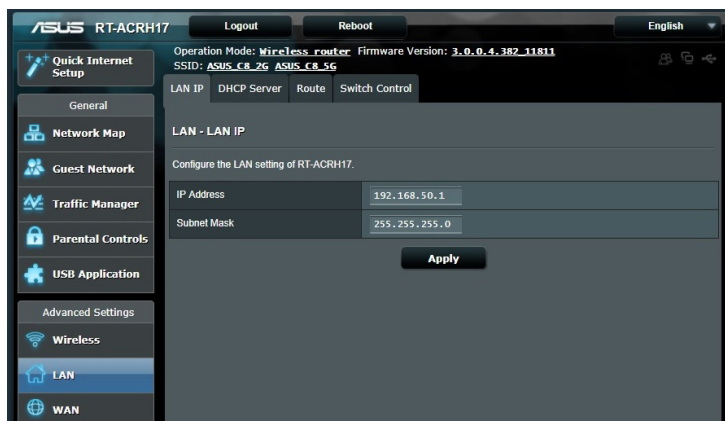 ASUS RT-ACRH17 Logout Reboot English
Quick Internet Setup
Operation Mode: Wireless router Firmware Version: 3.0.0.4.382_11811
SSID: ASUS_C8_2G ASUS_C8_5G
LAN IP DHCP Server Route Switch Control
General
Network Map
Guest Network
Traffic Manager
Parental Controls
USB Application
Advanced Settings
Wireless
LAN
WAN
LAN - LAN IP
Configure the LAN setting of RT-ACRH17.
IP Address 192.168.50.1
Subnet Mask 255.255.255.0
Apply